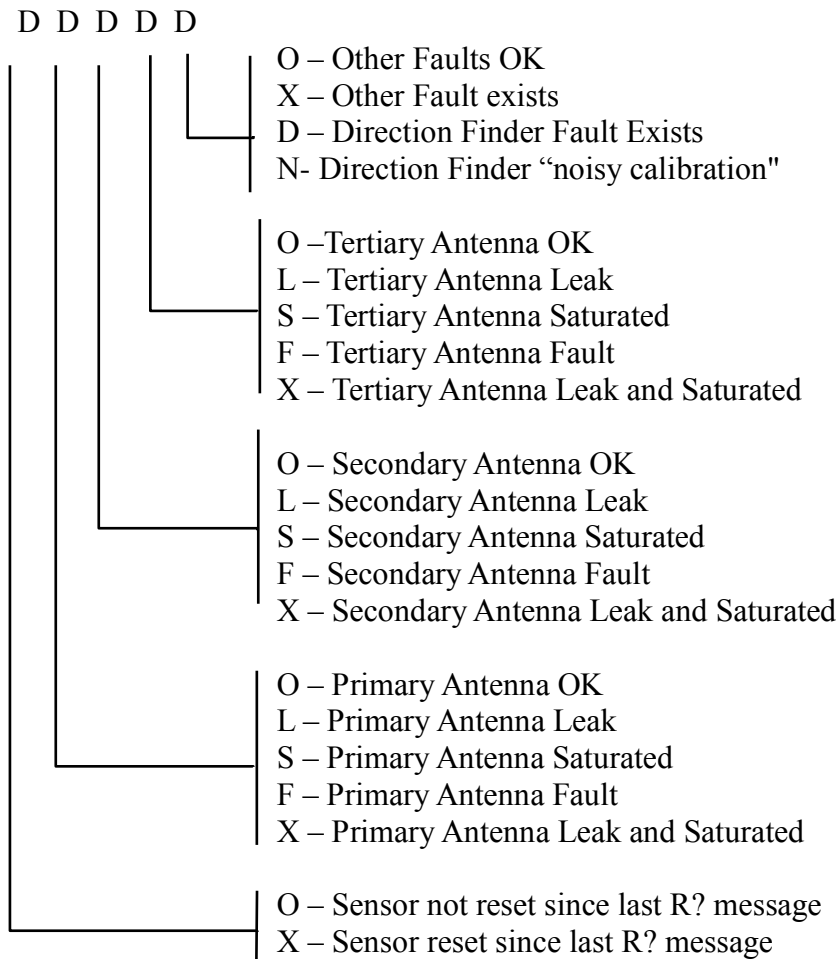 D D D D D
O – Other Faults OK
X – Other Fault exists
D – Direction Finder Fault Exists
N- Direction Finder “noisy calibration"
O –Tertiary Antenna OK
L – Tertiary Antenna Leak
S – Tertiary Antenna Saturated
F – Tertiary Antenna Fault
X – Tertiary Antenna Leak and Saturated
O – Secondary Antenna OK
L – Secondary Antenna Leak
S – Secondary Antenna Saturated
F – Secondary Antenna Fault
X – Secondary Antenna Leak and Saturated
O – Primary Antenna OK
L – Primary Antenna Leak
S – Primary Antenna Saturated
F – Primary Antenna Fault
X – Primary Antenna Leak and Saturated
O – Sensor not reset since last R? message
X – Sensor reset since last R? message